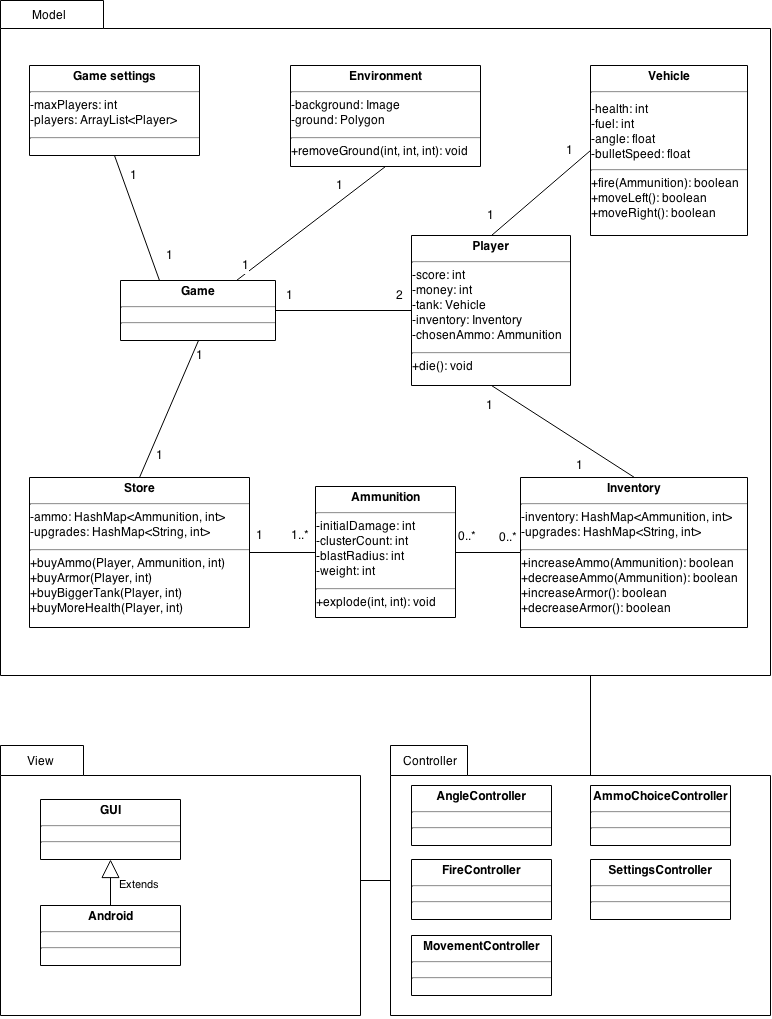 Model
Game settings
-maxPlayers: int
-players: ArrayList<Player>
Environment
-background: Image
-ground: Polygon
+removeGround(int, int, int): void
Vehicle
-health: int
-fuel: int
-angle: float
-bulletSpeed: float
+fire(Ammunition): boolean
+moveLeft(): boolean
+moveRight(): boolean
1
1
1
1
1
1
Game
1
2
Player
-score: int
-money: int
-tank: Vehicle
-inventory: Inventory
-chosenAmmo: Ammunition
+die(): void
1
1
1
1
Store
-ammo: HashMap<Ammunition, int>
-upgrades: HashMap<String, int>
+buyAmmo(Player, Ammunition, int)
+buyArmor(Player, int)
+buyBiggerTank(Player, int)
+buyMoreHealth(Player, int)
1
1..*
Ammunition
-initialDamage: int
-clusterCount: int
-blastRadius: int
-weight: int
+explode(int, int): void
0..*
0..*
Inventory
-inventory: HashMap<Ammunition, int>
-upgrades: HashMap<String, int>
+increaseAmmo(Ammunition): boolean
+decreaseAmmo(Ammunition): boolean
+increaseArmor(): boolean
+decreaseArmor(): boolean
View
GUI
Extends
Android
Controller
AngleController
AmmoChoiceController
FireController
SettingsController
MovementController